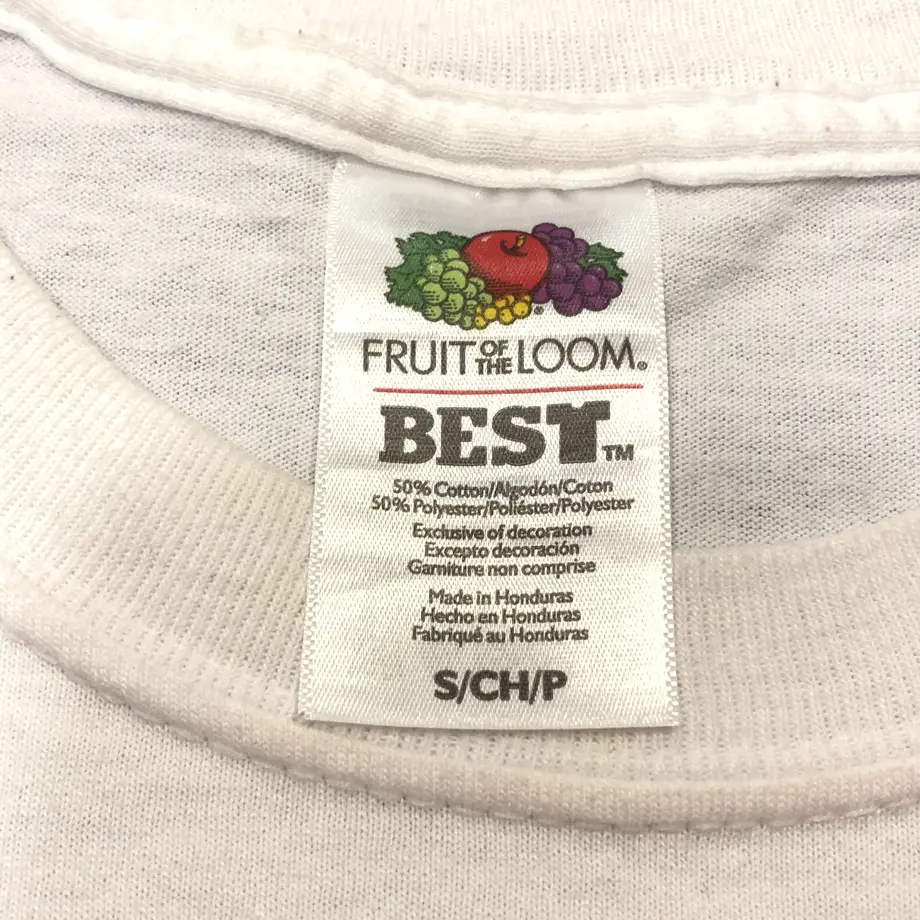 FRUIT OF THE LOOM®
BEST™
50% Cotton/Algodón/Coton
50% Polyester/Poliéster/Polyester
Exclusive of decoration
Excepto decoración
Garniture non comprise
Made in Honduras
Hecho en Honduras
Fabriqué au Honduras
S/CH/P